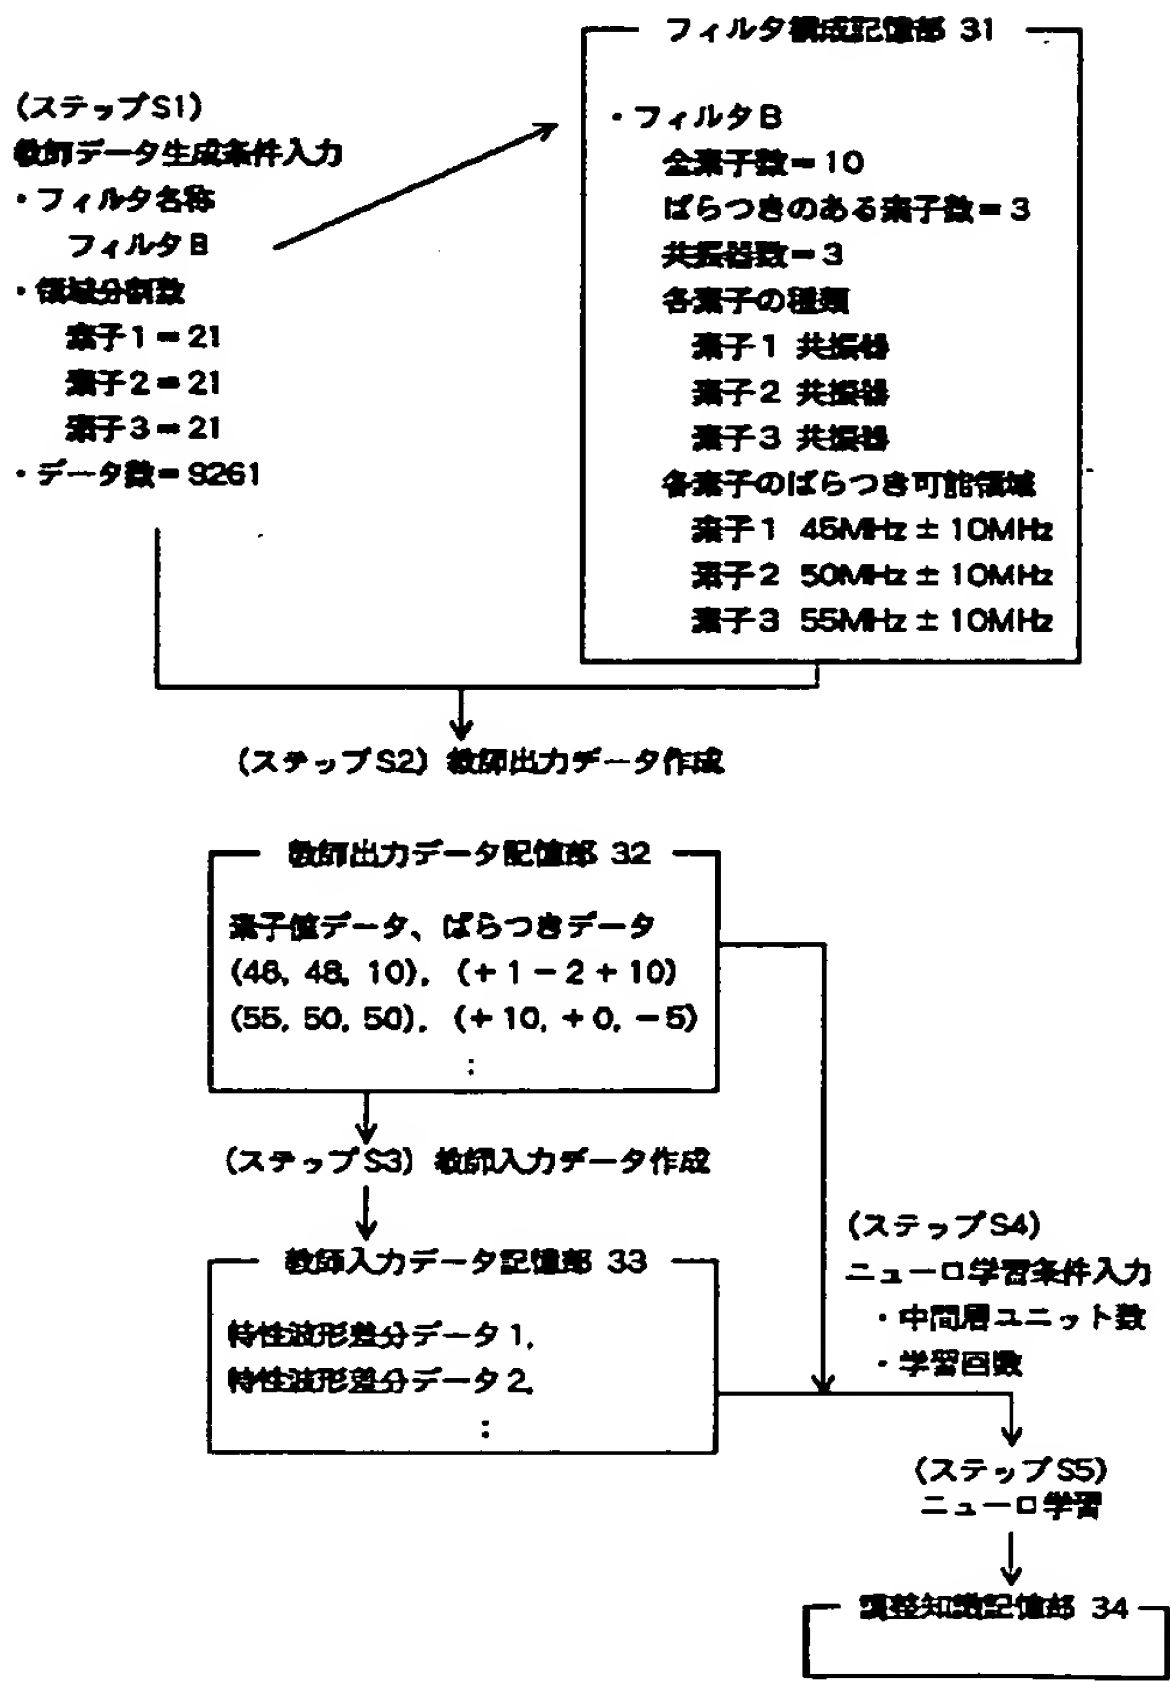 (ステップS1)
教師データ生成条件入力
・フィルタ名称
フィルタB
・領域分割数
素子1=21
素子2=21
素子3=21
・データ数=9261
フィルタ構成記憶部 31
・フィルタB
全素子数=10
ばらつきのある素子数=3
共振器数=3
各素子の種類
素子1 共振器
素子2 共振器
素子3 共振器
各素子のばらつき可能領域
素子1 45MHz±10MHz
素子2 50MHz±10MHz
素子3 55MHz±10MHz
(ステップS2) 教師出力データ作成
教師出力データ記憶部 32
素子値データ、ばらつきデータ
(46, 48, 10), (+1-2+10)
(55, 50, 50), (+10, +0, -5)
:
(ステップS3) 教師入力データ作成
教師入力データ記憶部 33
特性波形差分データ1,
特性波形差分データ2,
:
(ステップS4)
ニューロ学習条件入力
・中間層ユニット数
・学習回数
(ステップS5)
ニューロ学習
調整知識記憶部 34